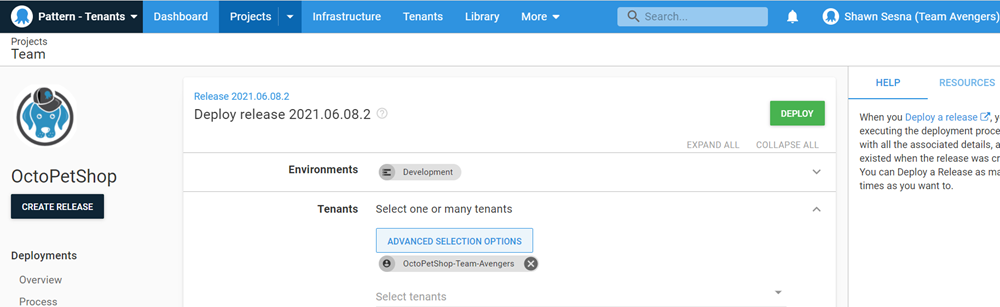 Pattern - Tenants Dashboard Projects Infrastructure Tenants Library More Search... Shawn Sesna (Team Avengers)
Projects
Team
OctoPetShop
CREATE RELEASE
Deployments
Overview
Process
Release 2021.06.08.2
Deploy release 2021.06.08.2
DEPLOY
EXPAND ALL COLLAPSE ALL
Environments Development
Tenants Select one or many tenants
ADVANCED SELECTION OPTIONS
OctoPetShop-Team-Avengers
Select tenants
HELP RESOURCES
When you Deploy a release, y
executing the deployment proce
with all the associated details, a
existed when the release was cr
You can Deploy a Release as ma
times as you want to.